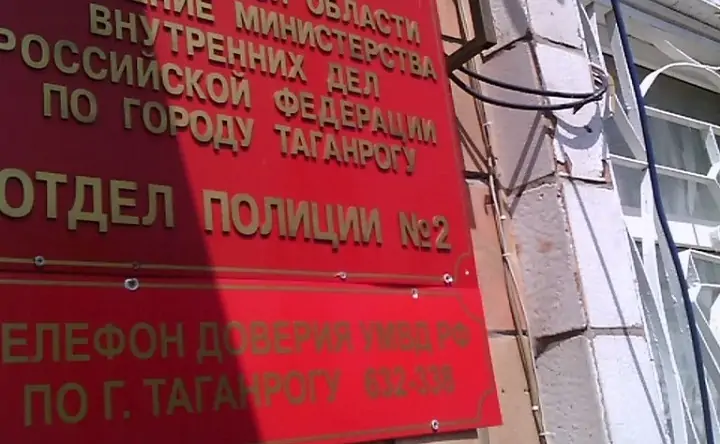 ОБЛАСТИ
МИНИСТЕРСТВА
ВНУТРЕННИХ ДЕЛ
РОССИЙСКОЙ ФЕДЕРАЦИИ
ПО ГОРОДУ ТАГАНРОГУ
ОТДЕЛ ПОЛИЦИИ №2
ЕЛЕФОН ДОВЕРИЯ УМВД РФ
ПО Г. ТАГАНРОГУ 632-338